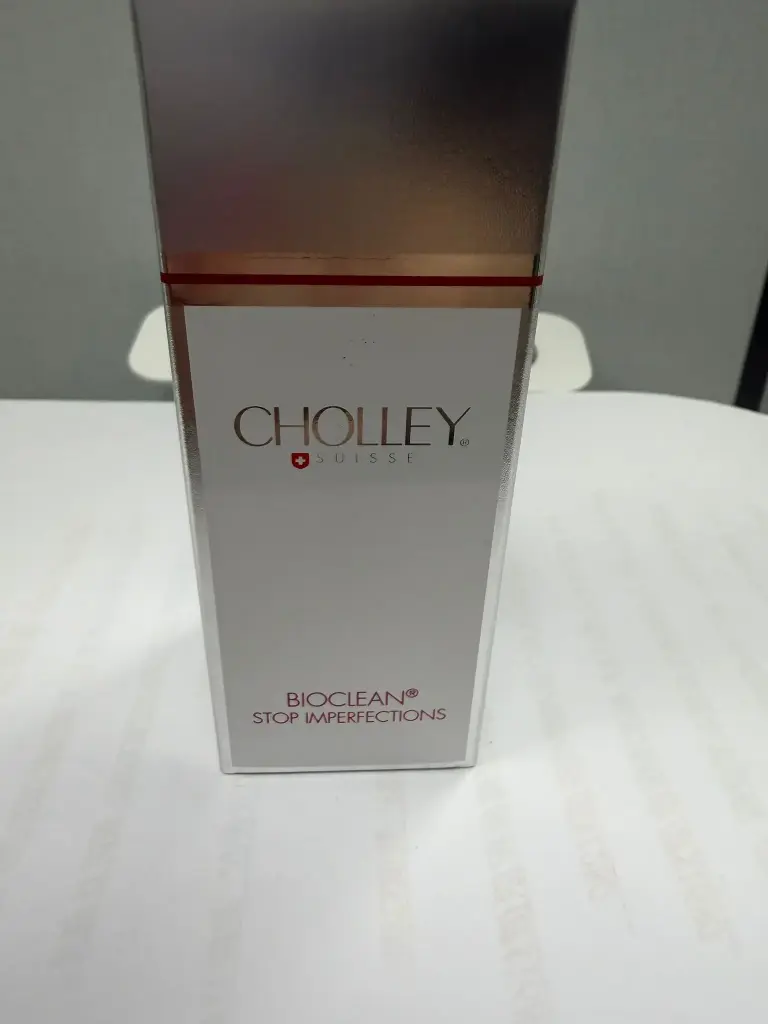 CHOLLEY®
SUISSE
BIOCLEAN®
STOP IMPERFECTIONS